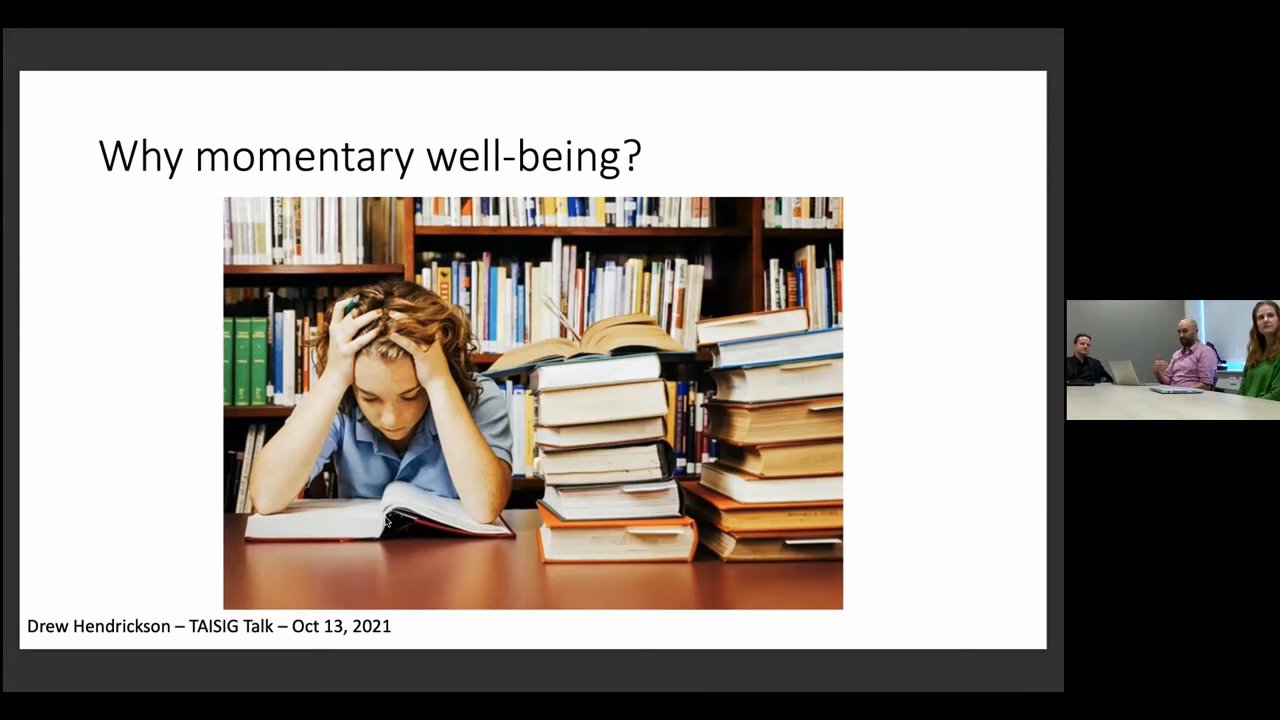 Why momentary well-being?
Drew Hendrickson – TAISIG Talk – Oct 13, 2021